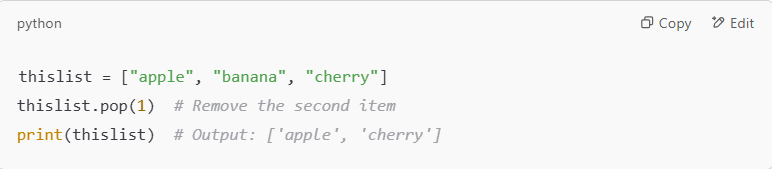 python
Copy
Edit
thislist = ["apple", "banana", "cherry"]
thislist.pop(1)  # Remove the second item
print(thislist)  # Output: ['apple', 'cherry']